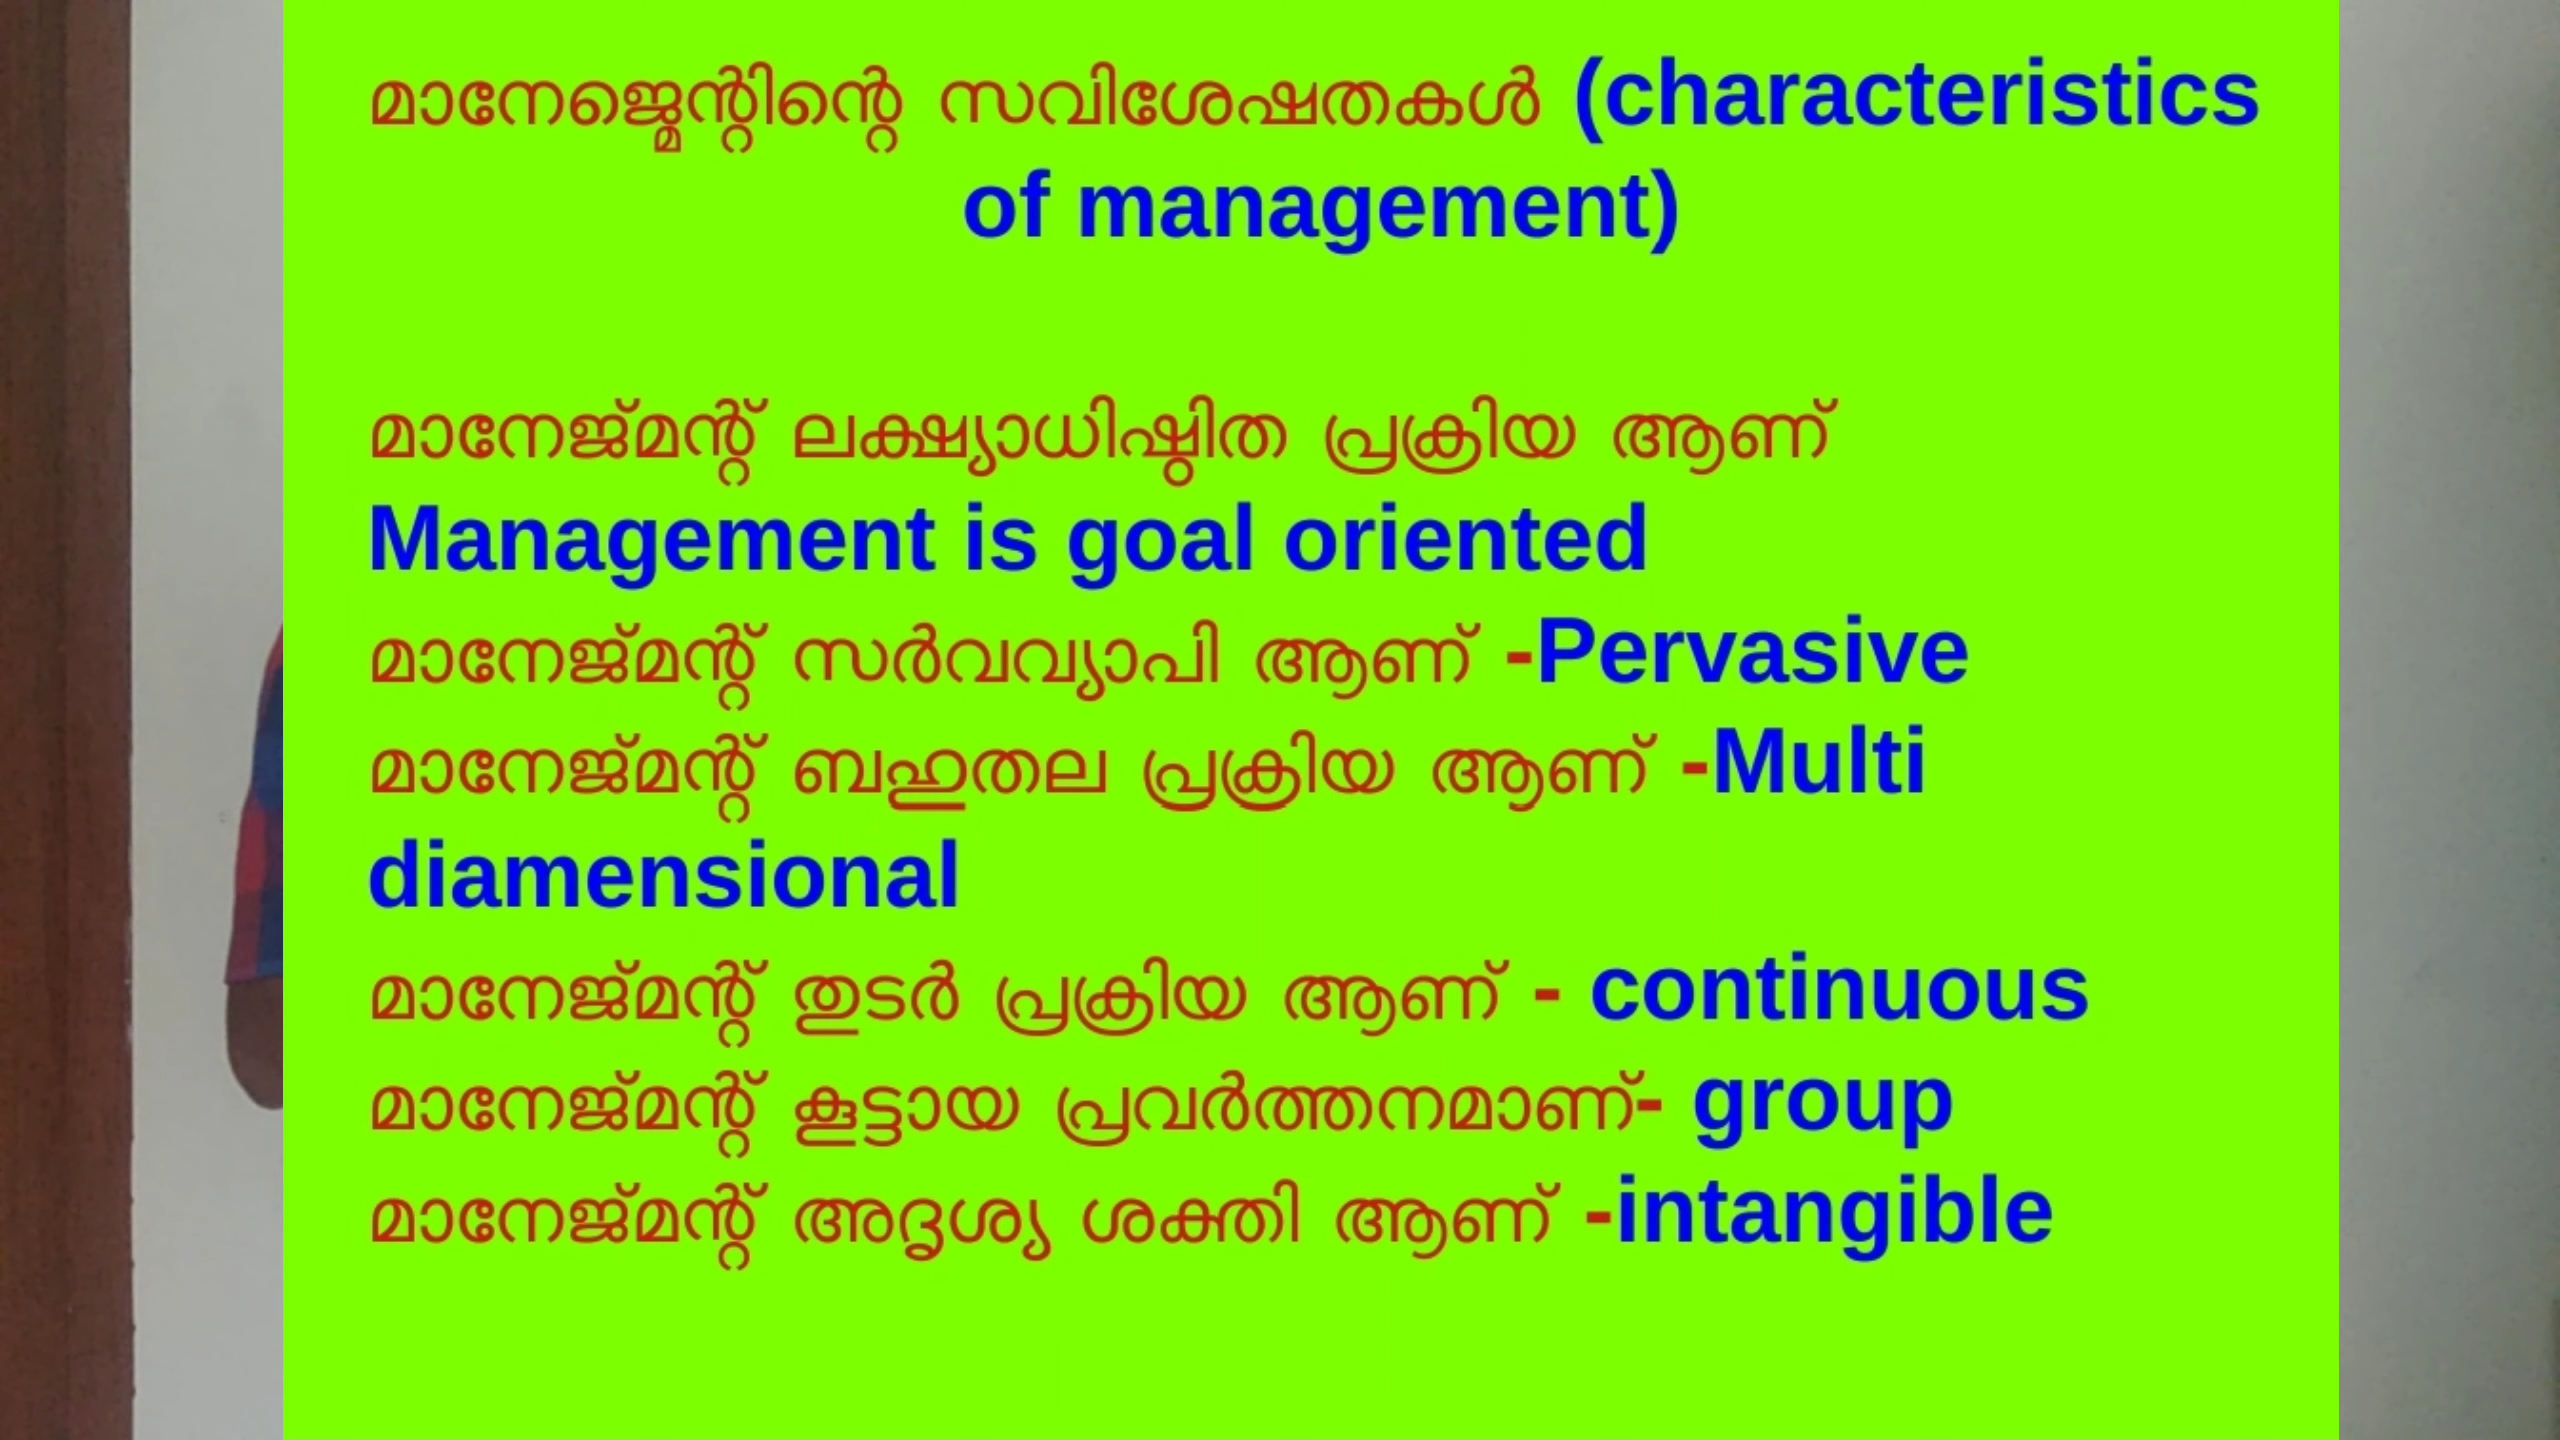 മാനേജ്മെന്റിന്റെ സവിശേഷതകൾ (characteristics
of management)
മാനേജ്മന്റ് ലക്ഷ്യാധിഷ്ഠിത പ്രക്രിയ ആണ്
Management is goal oriented
മാനേജ്മന്റ് സർവവ്യാപി ആണ് -Pervasive
മാനേജ്മന്റ് ബഹുതല പ്രക്രിയ ആണ് -Multi
diamensional
മാനേജ്മന്റ് തുടർ പ്രക്രിയ ആണ് - continuous
മാനേജ്മന്റ് കൂട്ടായ പ്രവർത്തനമാണ്- group
മാനേജ്മന്റ് അദൃശ്യ ശക്തി ആണ് -intangible